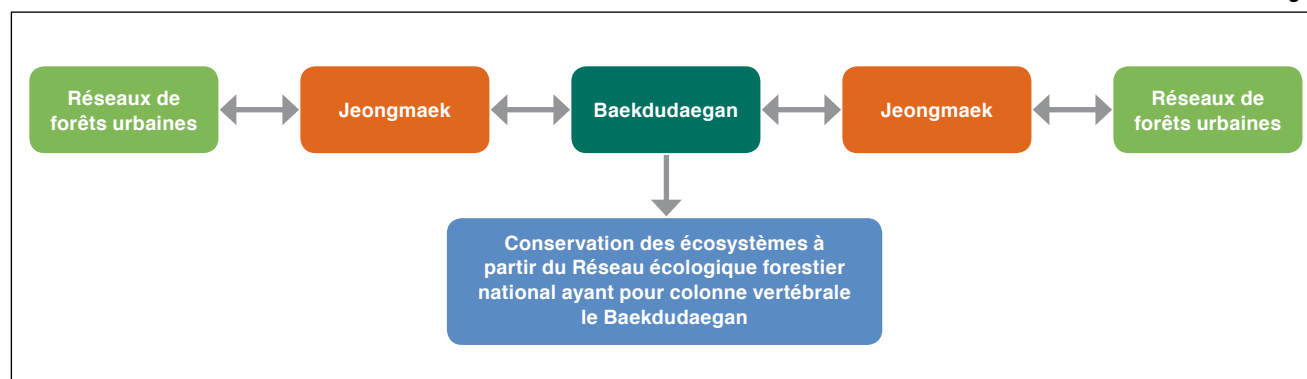 Réseaux de
forêts urbaines
Jeongmaek
Baekdudaegan
Jeongmaek
Réseaux de
forêts urbaines
Conservation des écosystèmes à
partir du Réseau écologique forestier
national ayant pour colonne vertébrale
le Baekdudaegan